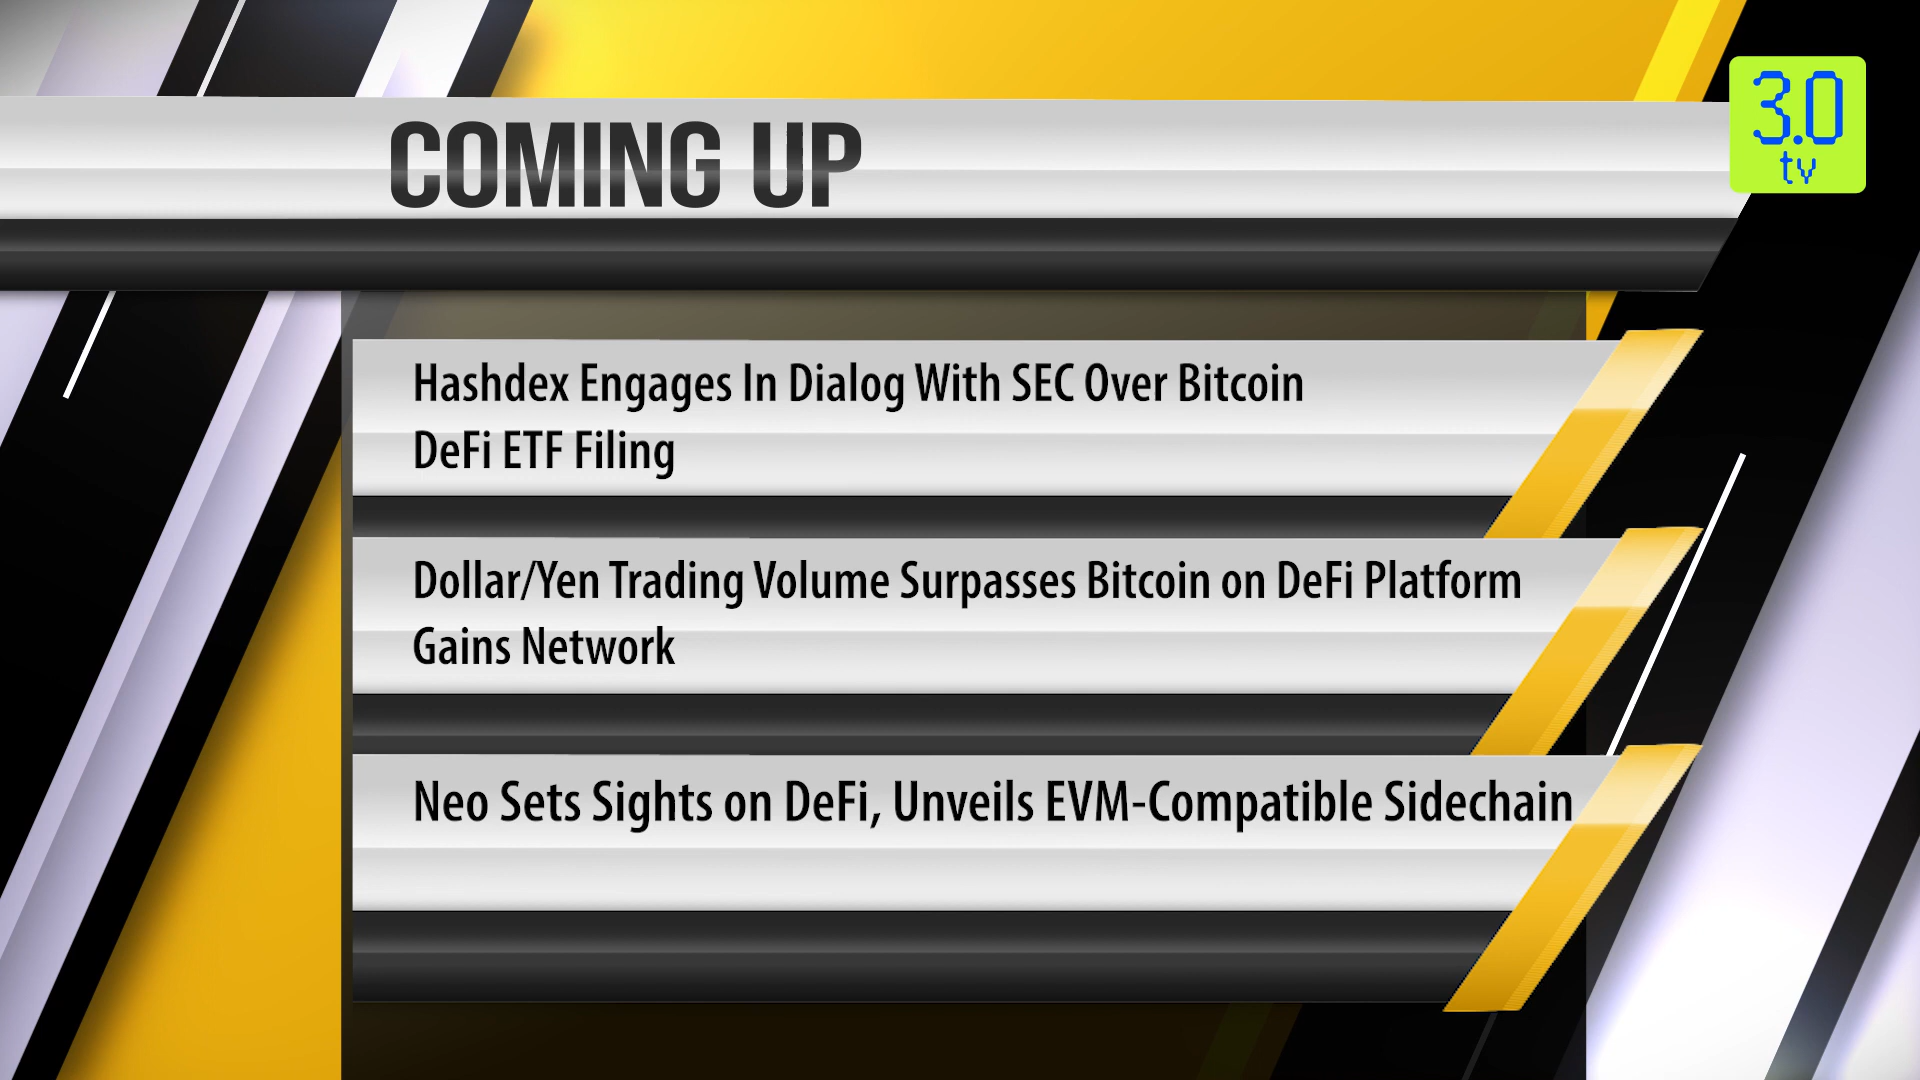 COMING UP
3.0
tv
Hashdex Engages In Dialog With SEC Over Bitcoin
DeFi ETF Filing
Dollar/Yen Trading Volume Surpasses Bitcoin on DeFi Platform
Gains Network
Neo Sets Sights on DeFi, Unveils EVM-Compatible Sidechain